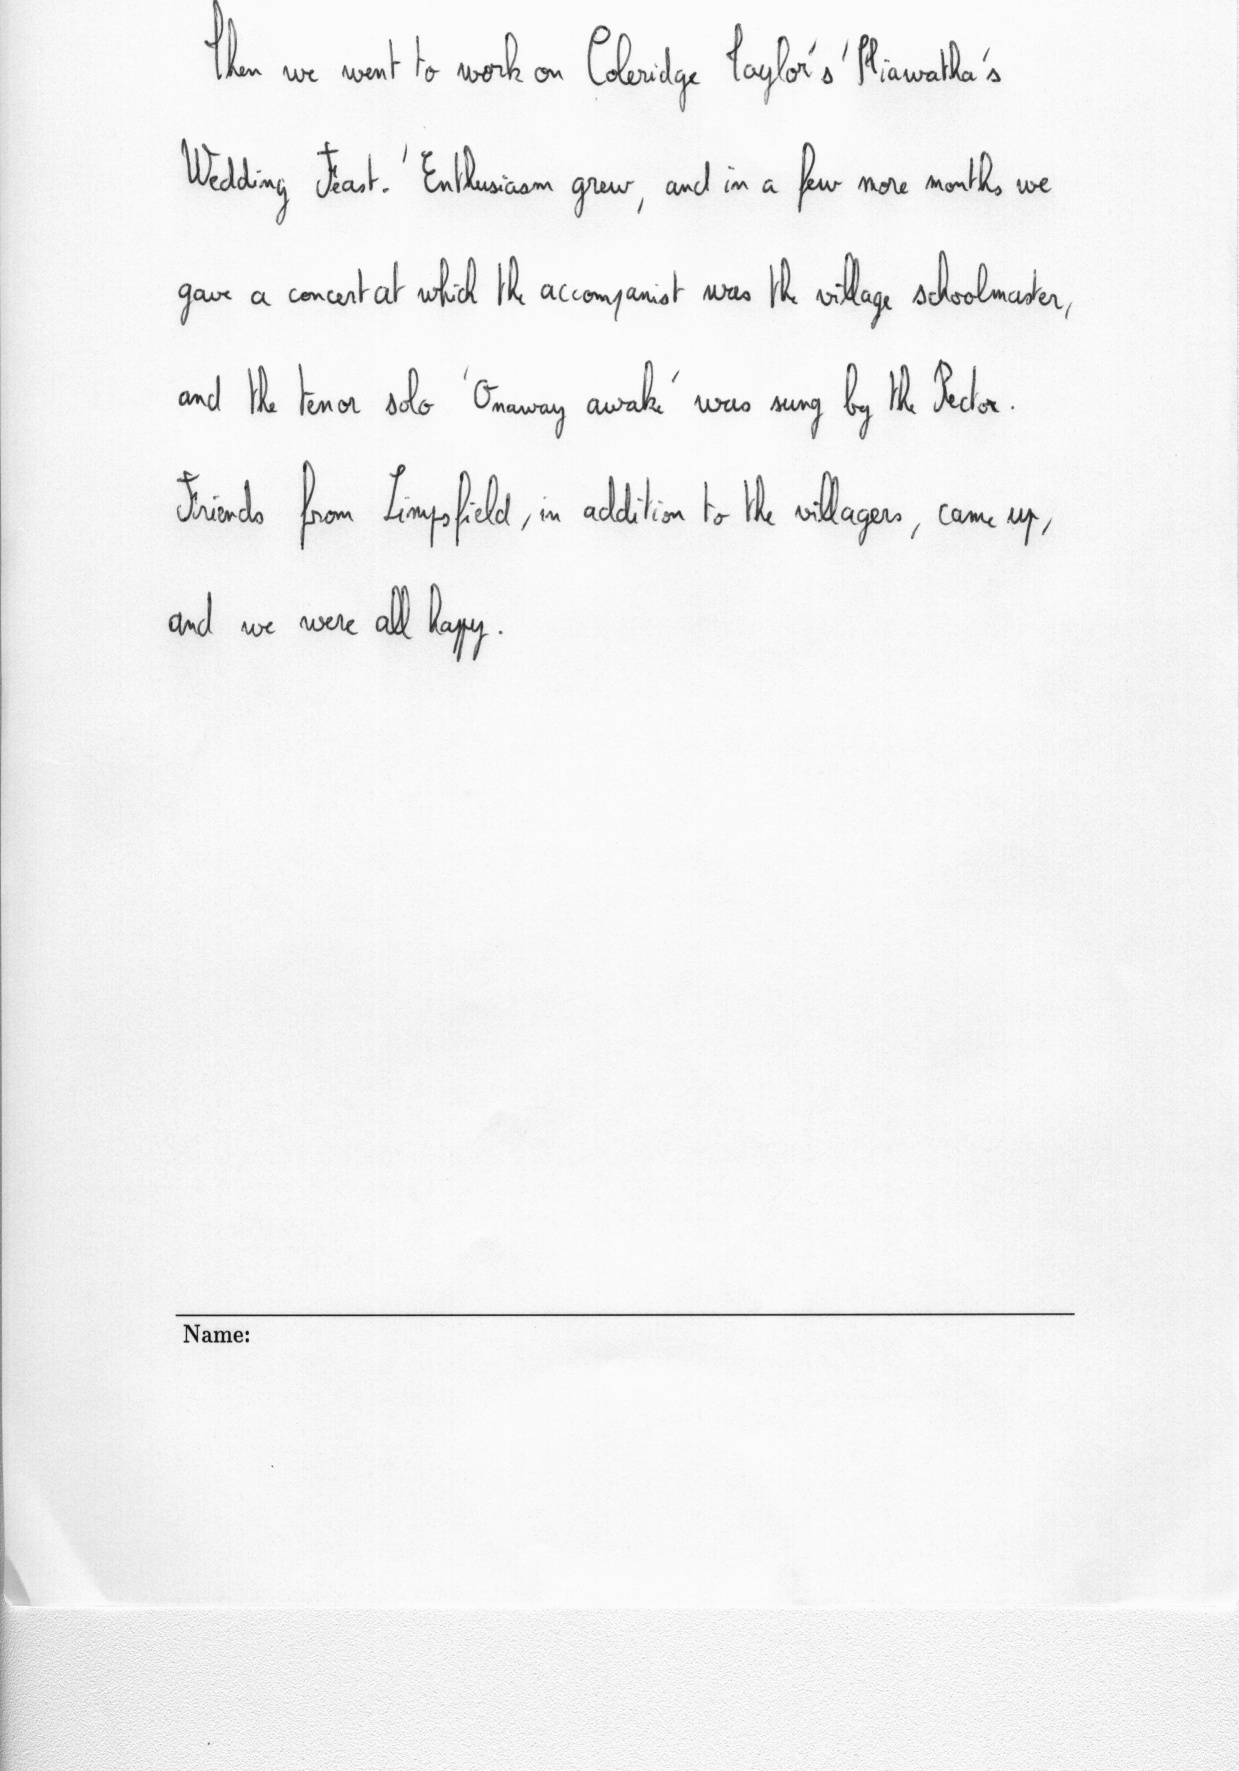 Then we went to work on Coleridge Taylor's 'Hiawatha's
Wedding Feast.' Enthusiasm grew, and in a few more months we
gave a concert at which the accompanist was the village schoolmaster,
and the tenor solo 'Onaway awake' was sung by the Rector.
Friends from Limpsfield, in addition to the villagers, came up,
and we were all happy.
Name: